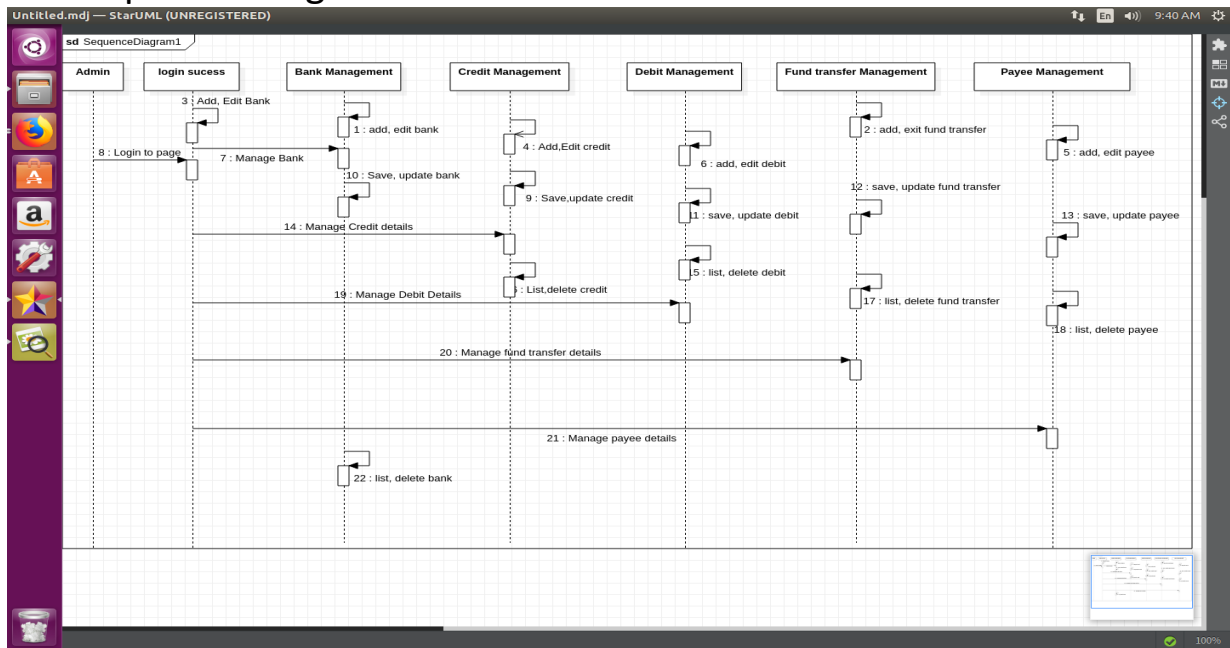 Untitled.mdj — StarUML (UNREGISTERED)
En
9:40 AM
sd SequenceDiagram1
Admin
login sucess
Bank Management
Credit Management
Debit Management
Fund transfer Management
Payee Management
3 : Add, Edit Bank
1 : add, edit bank
2 : add, exit fund transfer
4 : Add,Edit credit
8 : Login to page
7 : Manage Bank
6 : add, edit debit
5 : add, edit payee
10 : Save, update bank
12 : save, update fund transfer
9 : Save,update credit
11 : save, update debit
13 : save, update payee
14 : Manage Credit details
15 : list, delete debit
: List,delete credit
19 : Manage Debit Details
17 : list, delete fund transfer
18 : list, delete payee
20 : Manage fund transfer details
21 : Manage payee details
22 : list, delete bank
100%